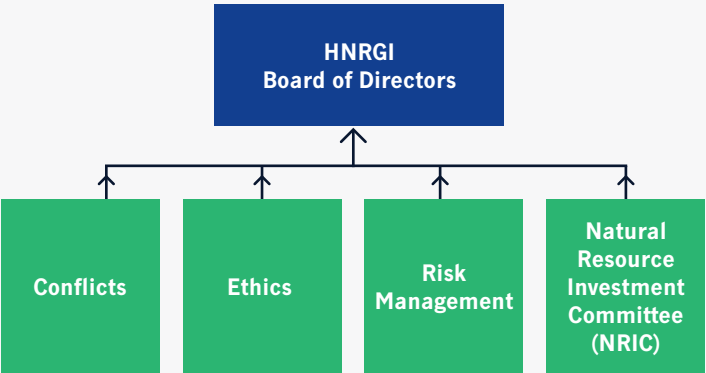 HNRGI
Board of Directors
Conflicts
Ethics
Risk
Management
Natural
Resource
Investment
Committee
(NRIC)